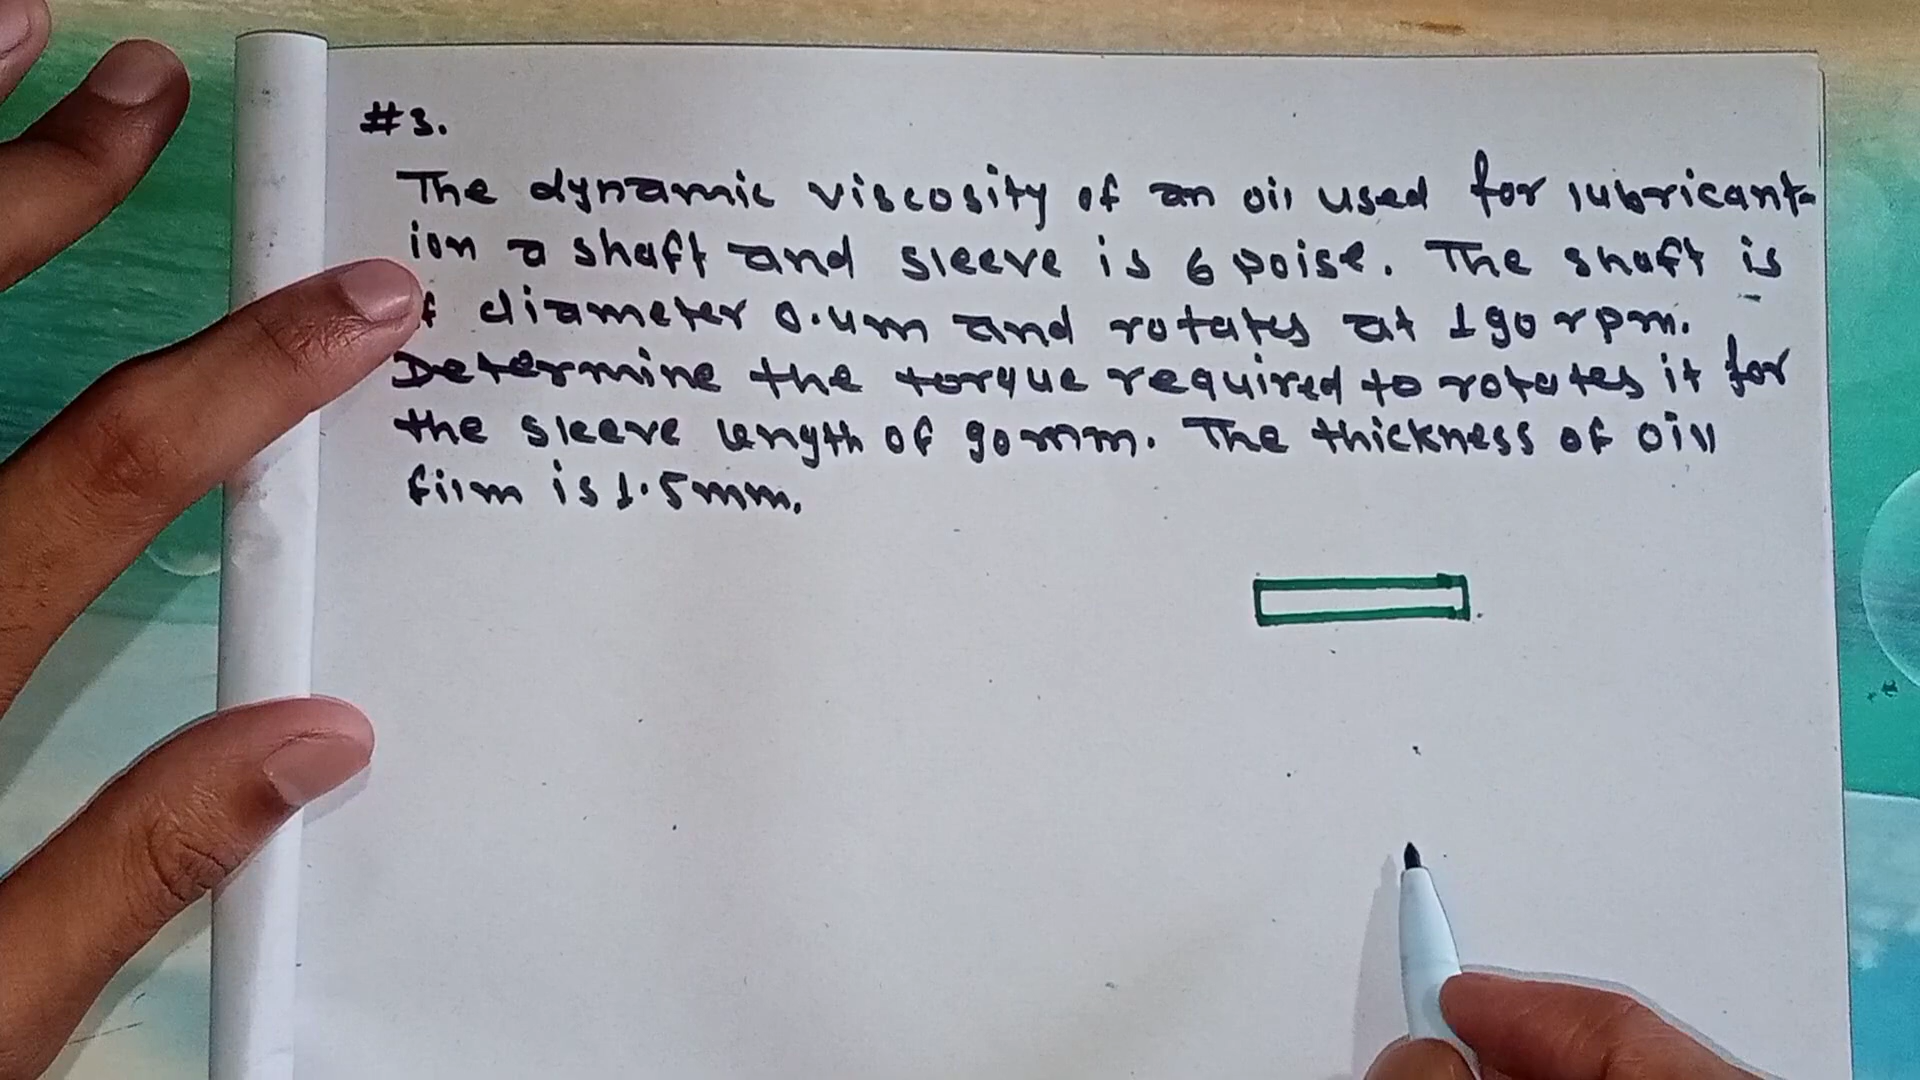 #3.
The dynamic viscosity of an oil used for lubricant-
ion a shaft and sleeve is 6 poise. The shaft is
diameter 0.4m and rotates at 190 rpm.
Determine the torque required to rotates it for
the sleeve length of 90mm. The thickness of oil
film is 1.5mm.